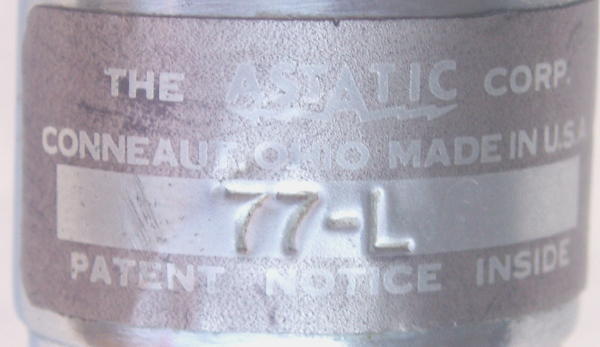 THE ASTATIC CORP.
CONNEAUT, OHIO MADE IN U.S.A
77-L
PATENT NOTICE INSIDE